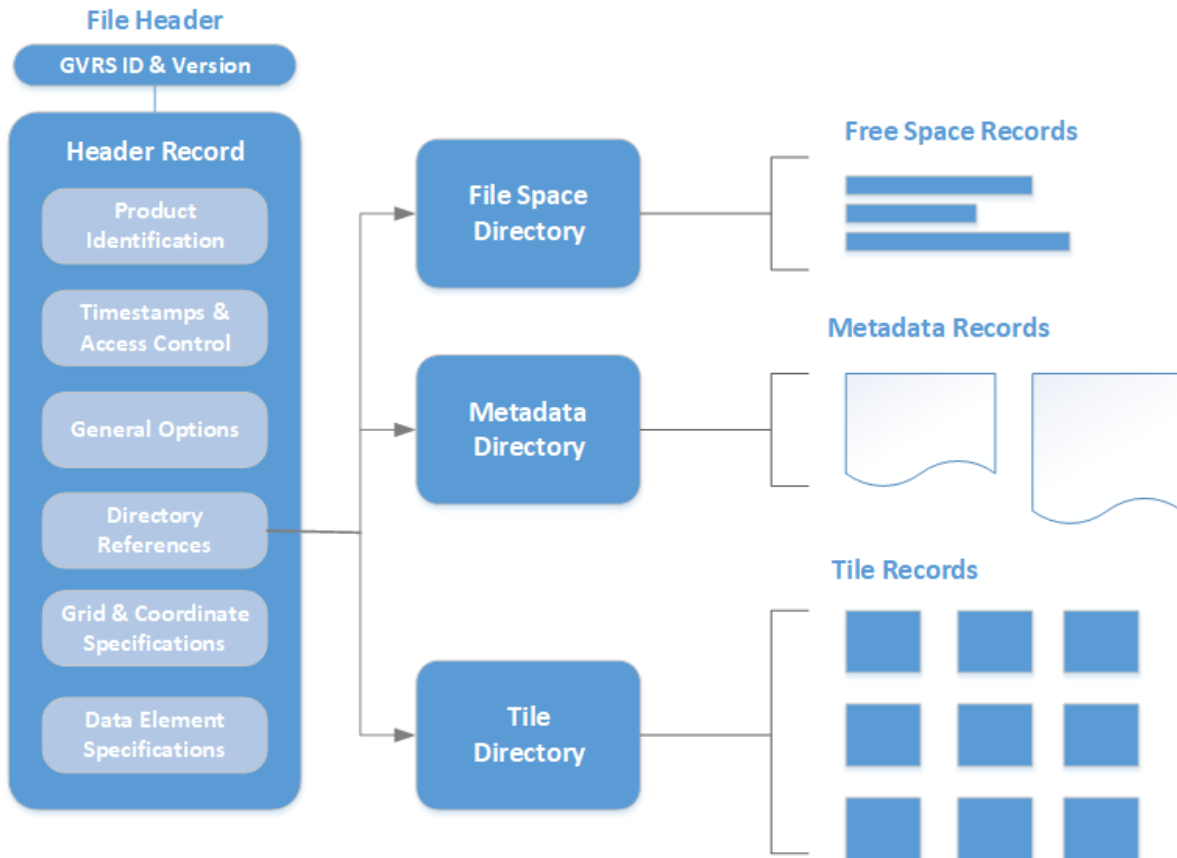 File Header
GVRS ID & Version
Header Record
Product
Identification
Timestamps &
Access Control
General Options
Directory
References
Grid & Coordinate
Specifications
Data Element
Specifications
File Space
Directory
Metadata
Directory
Tile
Directory
Free Space Records
Metadata Records
Tile Records